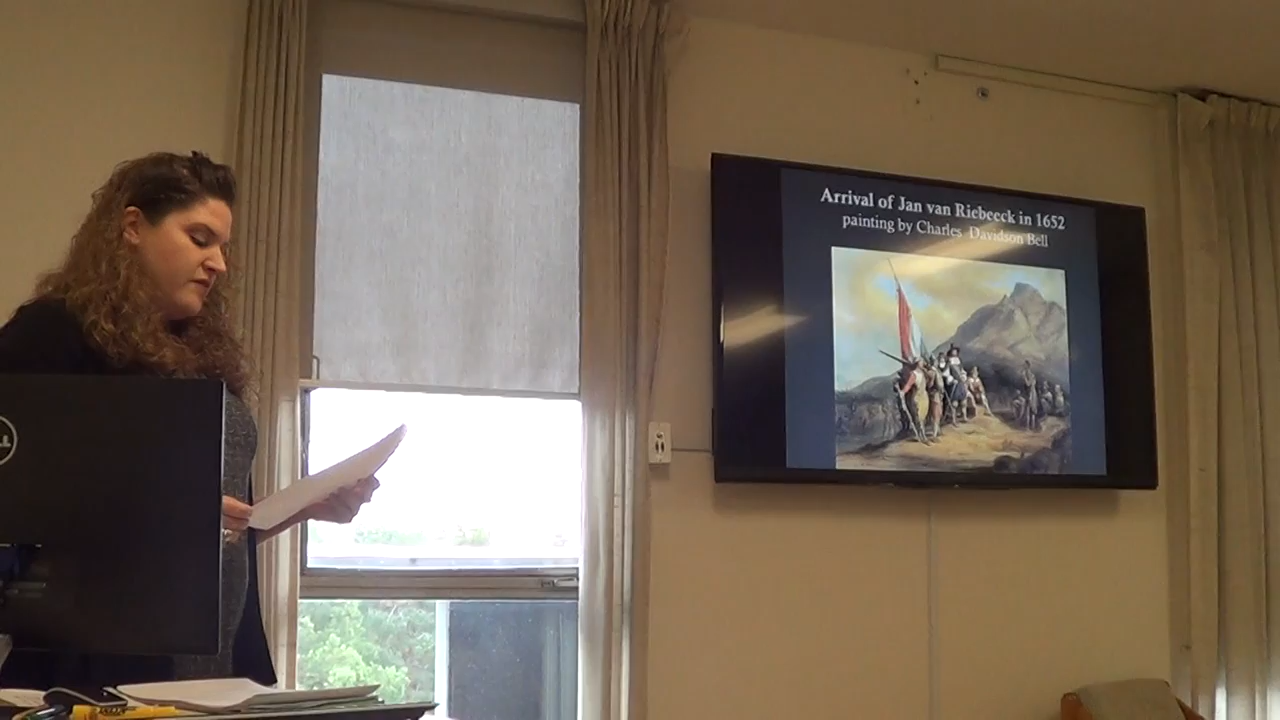 Arrival of Jan van Riebeeck in 1652
painting by Charles Davidson Bell